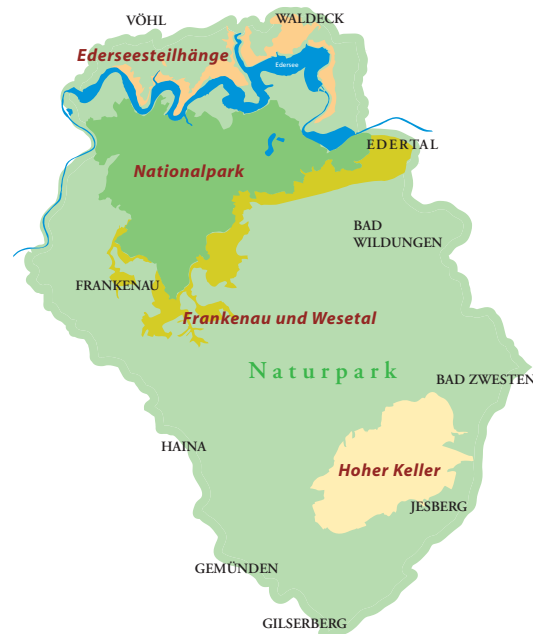 VÖHL
WALDECK
Ederseesteilhänge
Edersee
EDERTAL
Nationalpark
BAD
WILDUNGEN
FRANKENAU
Frankenau und Wesetal
Naturpark
BAD ZWESTEN
HAINA
Hoher Keller
JESBERG
GEMÜNDEN
GILSERBERG